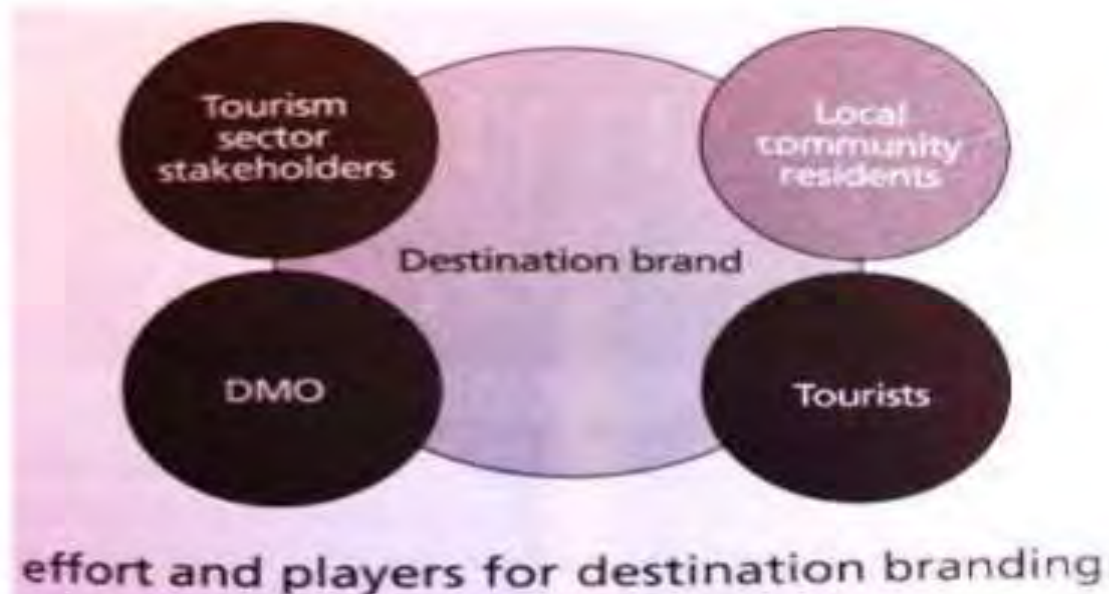 Tourism
sector
stakeholders
Local
community
residents
Destination brand
DMO
Tourists
effort and players for destination branding